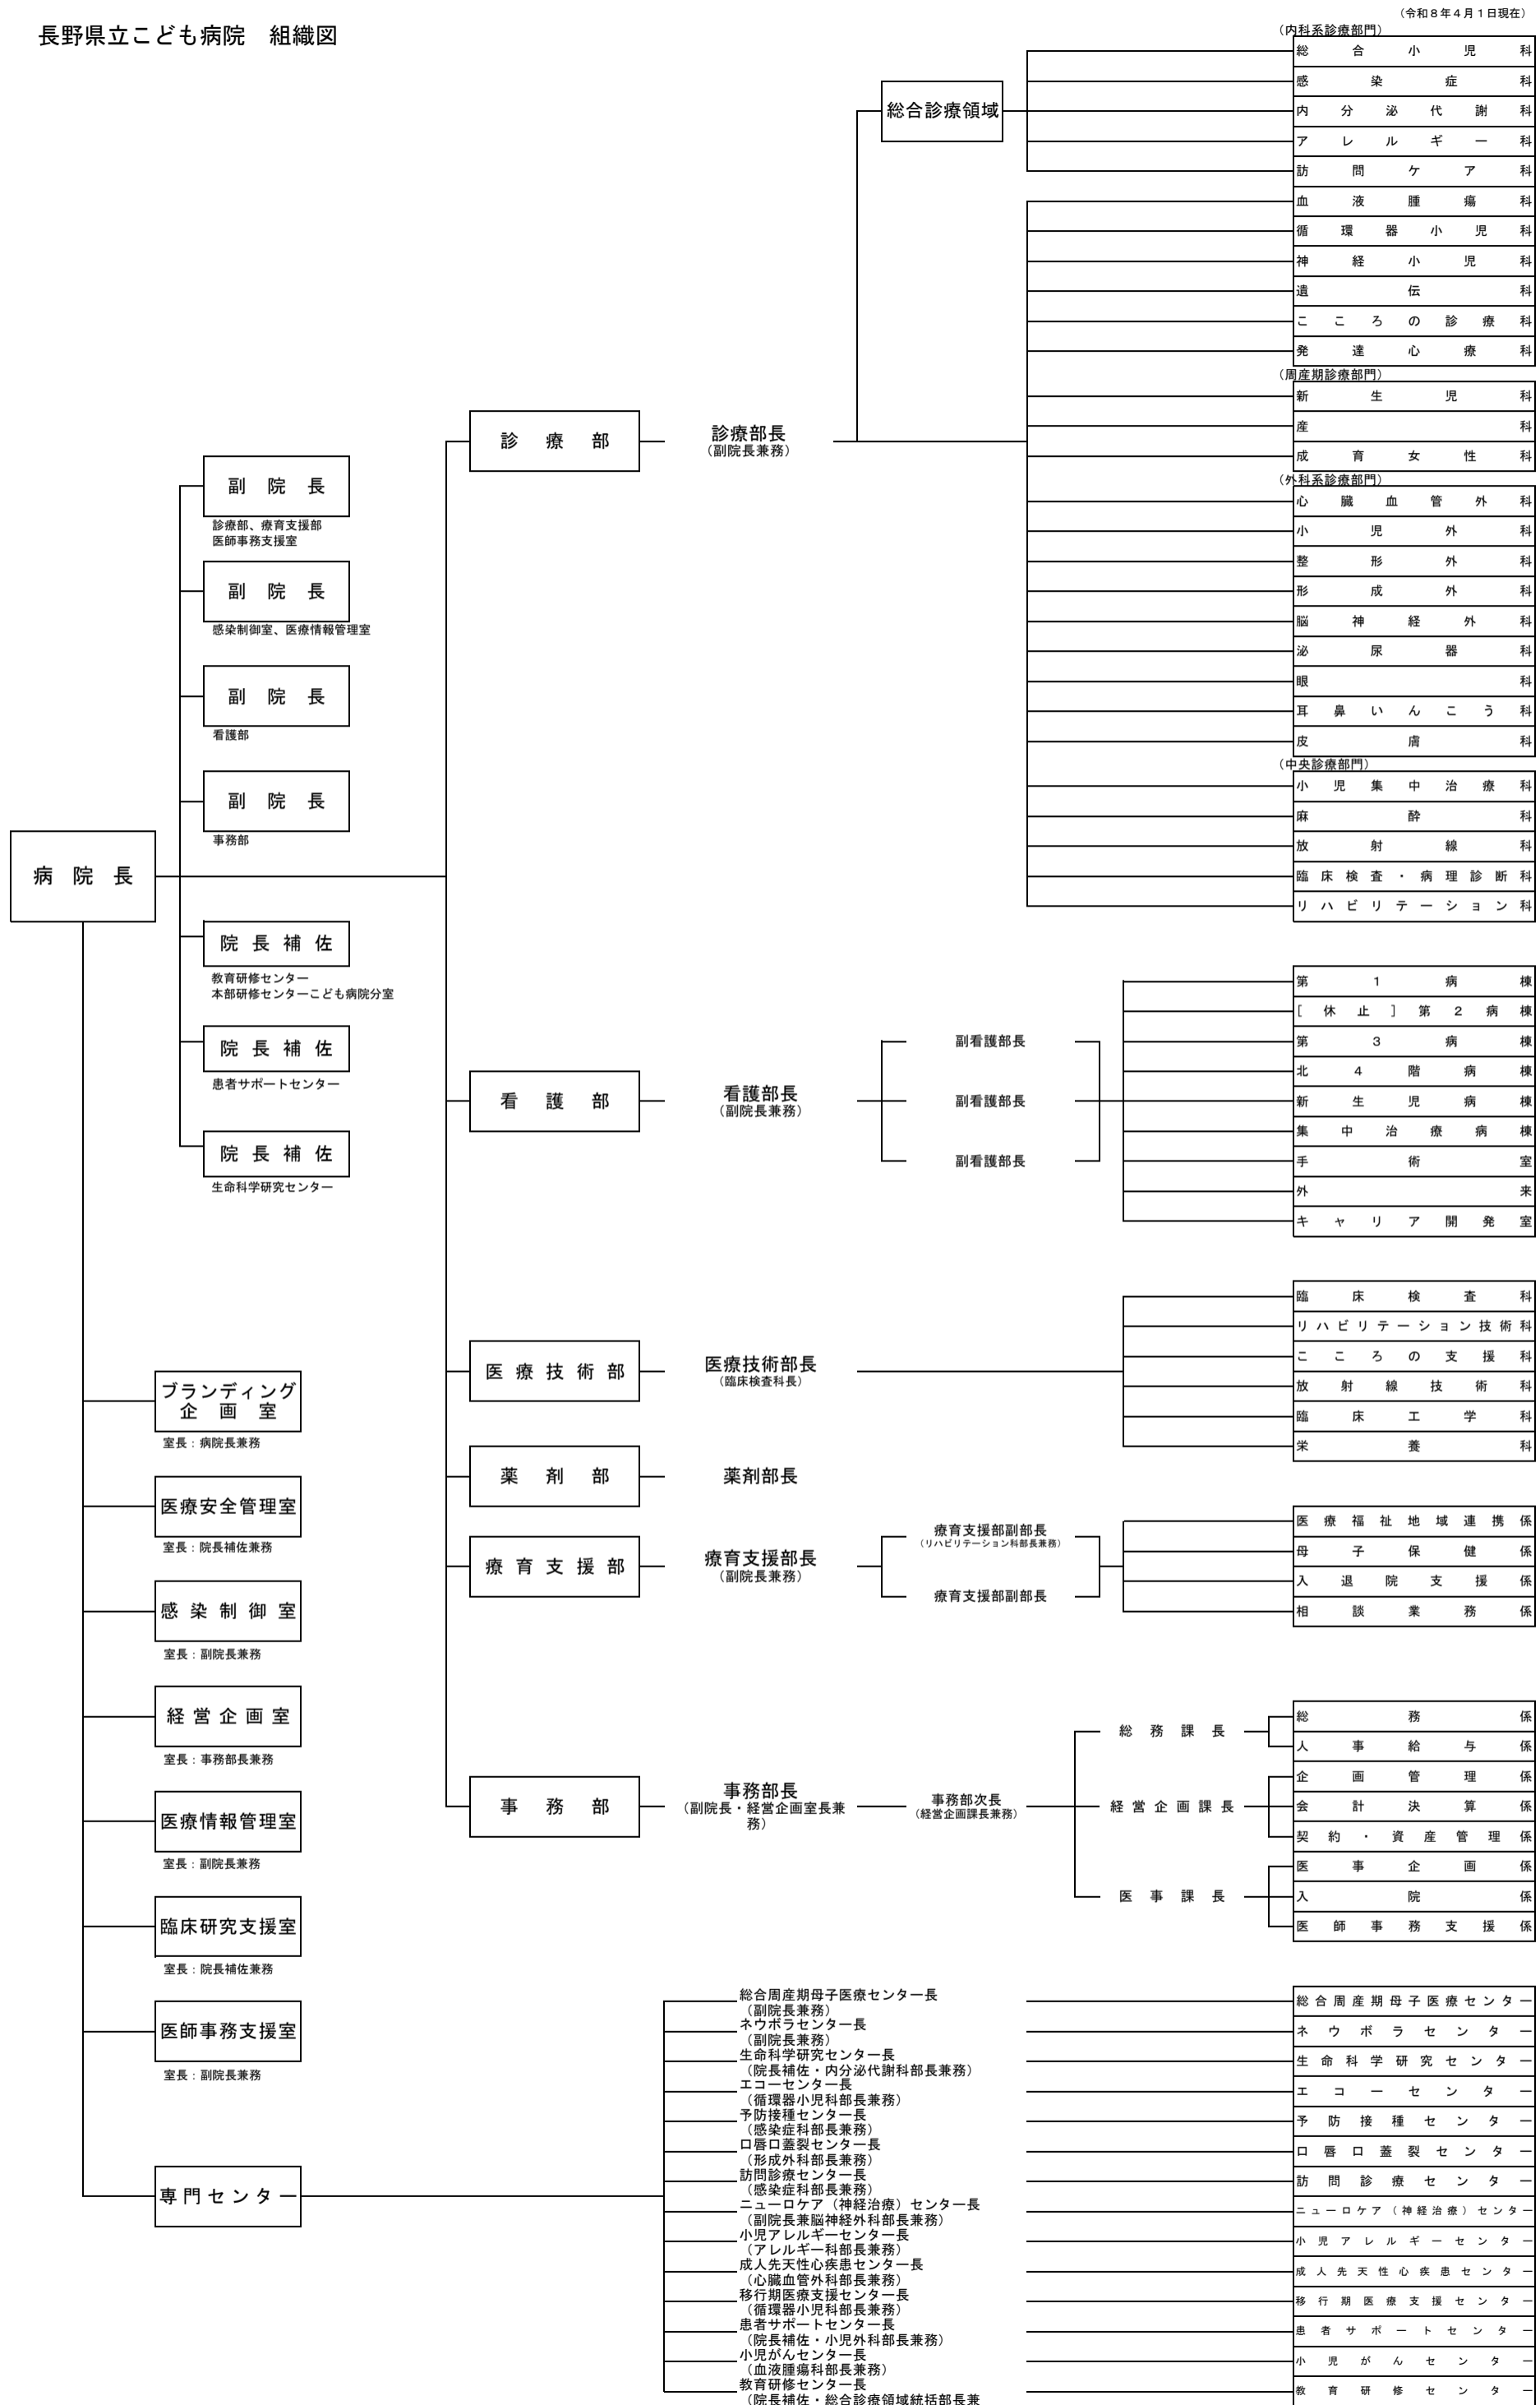 （令和８年４月１日現在）
長野県立こども病院　組織図
（内科系診療部門）
総合小児科
感染症科
内分泌代謝科
アレルギー科
訪問ケア科
総合診療領域
血液腫瘍科
循環器小児科
神経小児科
遺伝科
こころの診療科
発達心療科
（周産期診療部門）
新生児科
産科
成育女性科
診療部
診療部長
（副院長兼務）
（外科系診療部門）
心臓血管外科
小児外科
整形外科
形成外科
脳神経外科
泌尿器科
眼科
耳鼻いんこう科
皮膚科
（中央診療部門）
小児集中治療科
麻酔科
放射線科
臨床検査・病理診断科
リハビリテーション科
副院長
診療部、療育支援部
医師事務支援室
副院長
感染制御室、医療情報管理室
副院長
看護部
副院長
事務部
病院長
院長補佐
教育研修センター
本部研修センターこども病院分室
院長補佐
患者サポートセンター
院長補佐
生命科学研究センター
看護部
看護部長
（副院長兼務）
副看護部長
副看護部長
副看護部長
第１病棟
［休止］第２病棟
第３病棟
北４階病棟
新生児病棟
集中治療病棟
手術室
外来
キャリア開発室
医療技術部
医療技術部長
（臨床検査科長）
臨床検査科
リハビリテーション技術科
こころの支援科
放射線技術科
臨床工学科
栄養科
薬剤部
薬剤部長
療育支援部
療育支援部長
（副院長兼務）
療育支援部副部長
（リハビリテーション科部長兼務）
療育支援部副部長
医療福祉地域連携係
母子保健係
入退院支援係
相談業務係
ブランディング
企画室
室長：病院長兼務
医療安全管理室
室長：院長補佐兼務
感染制御室
室長：副院長兼務
経営企画室
室長：事務部長兼務
医療情報管理室
室長：副院長兼務
臨床研究支援室
室長：院長補佐兼務
医師事務支援室
室長：副院長兼務
事務部
事務部長
（副院長・経営企画室長兼
務）
事務部次長
（経営企画課長兼務）
総務課長
経営企画課長
医事課長
総務係
人事給与係
企画管理係
会計決算係
契約・資産管理係
医事企画係
入院係
医師事務支援係
専門センター
総合周産期母子医療センター長
（副院長兼務）
ネウボラセンター長
（副院長兼務）
生命科学研究センター長
（院長補佐・内分泌代謝科部長兼務）
エコーセンター長
（循環器小児科部長兼務）
予防接種センター長
（感染症科部長兼務）
口唇口蓋裂センター長
（形成外科部長兼務）
訪問診療センター長
（感染症科部長兼務）
ニューロケア（神経治療）センター長
（副院長兼脳神経外科部長兼務）
小児アレルギーセンター長
（アレルギー科部長兼務）
成人先天性心疾患センター長
（心臓血管外科部長兼務）
移行期医療支援センター長
（循環器小児科部長兼務）
患者サポートセンター長
（院長補佐・小児外科部長兼務）
小児がんセンター長
（血液腫瘍科部長兼務）
教育研修センター長
（院長補佐・総合診療領域統括部長兼
総合周産期母子医療センター
ネウボラセンター
生命科学研究センター
エコーセンター
予防接種センター
口唇口蓋裂センター
訪問診療センター
ニューロケア（神経治療）センター
小児アレルギーセンター
成人先天性心疾患センター
移行期医療支援センター
患者サポートセンター
小児がんセンター
教育研修センター